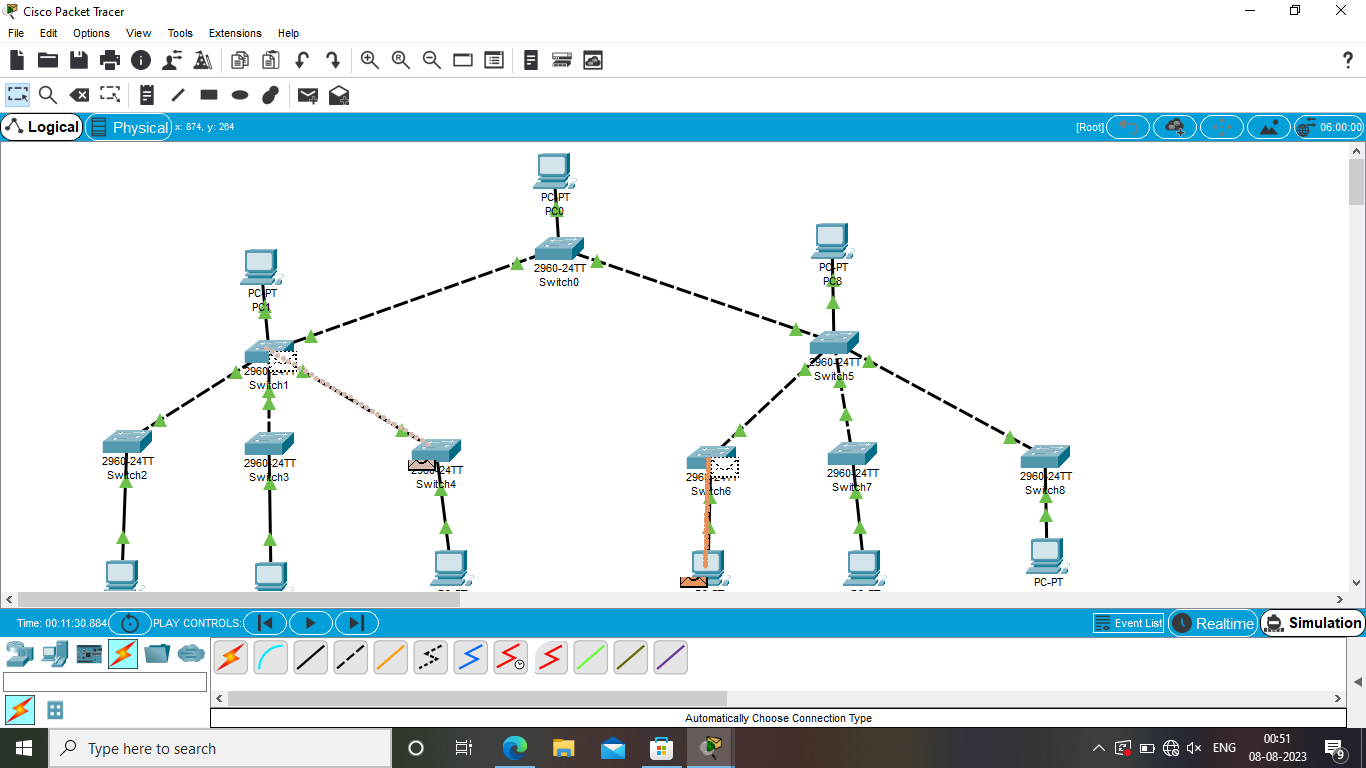 Cisco Packet Tracer
File Edit Options View Tools Extensions Help
Logical Physical x: 874, y: 264 [Root] 06:00:00
PC-PT
PC0
2960-24TT
Switch0
PC-PT
PC1
PC-PT
PC8
2960-24TT
Switch1
2960-24TT
Switch5
2960-24TT
Switch2
2960-24TT
Switch3
-24TT
Switch4
Switch6
2960-24TT
Switch7
2960-24TT
Switch8
PC-PT
Time: 00:11:30.884 PLAY CONTROLS: Event List Realtime Simulation
Automatically Choose Connection Type
Type here to search
ENG
00:51
08-08-2023
9